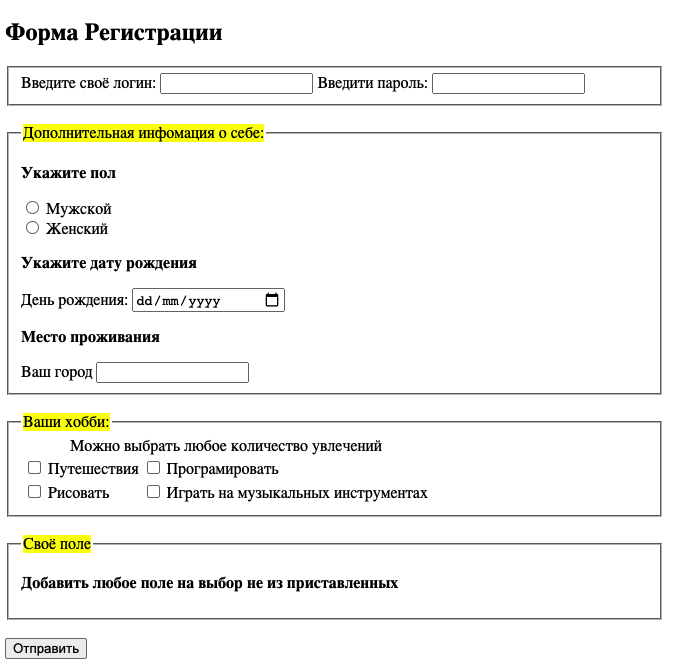 Форма Регистрации
Введите своё логин: Введити пароль:
Дополнительная инфомация о себе:
Укажите пол
Мужской
Женский
Укажите дату рождения
День рождения: dd/mm/yyyy
Место проживания
Ваш город
Ваши хобби:
Можно выбрать любое количество увлечений
Путешествия Програмировать
Рисовать Играть на музыкальных инструментах
Своё поле
Добавить любое поле на выбор не из приставленных
Отправить